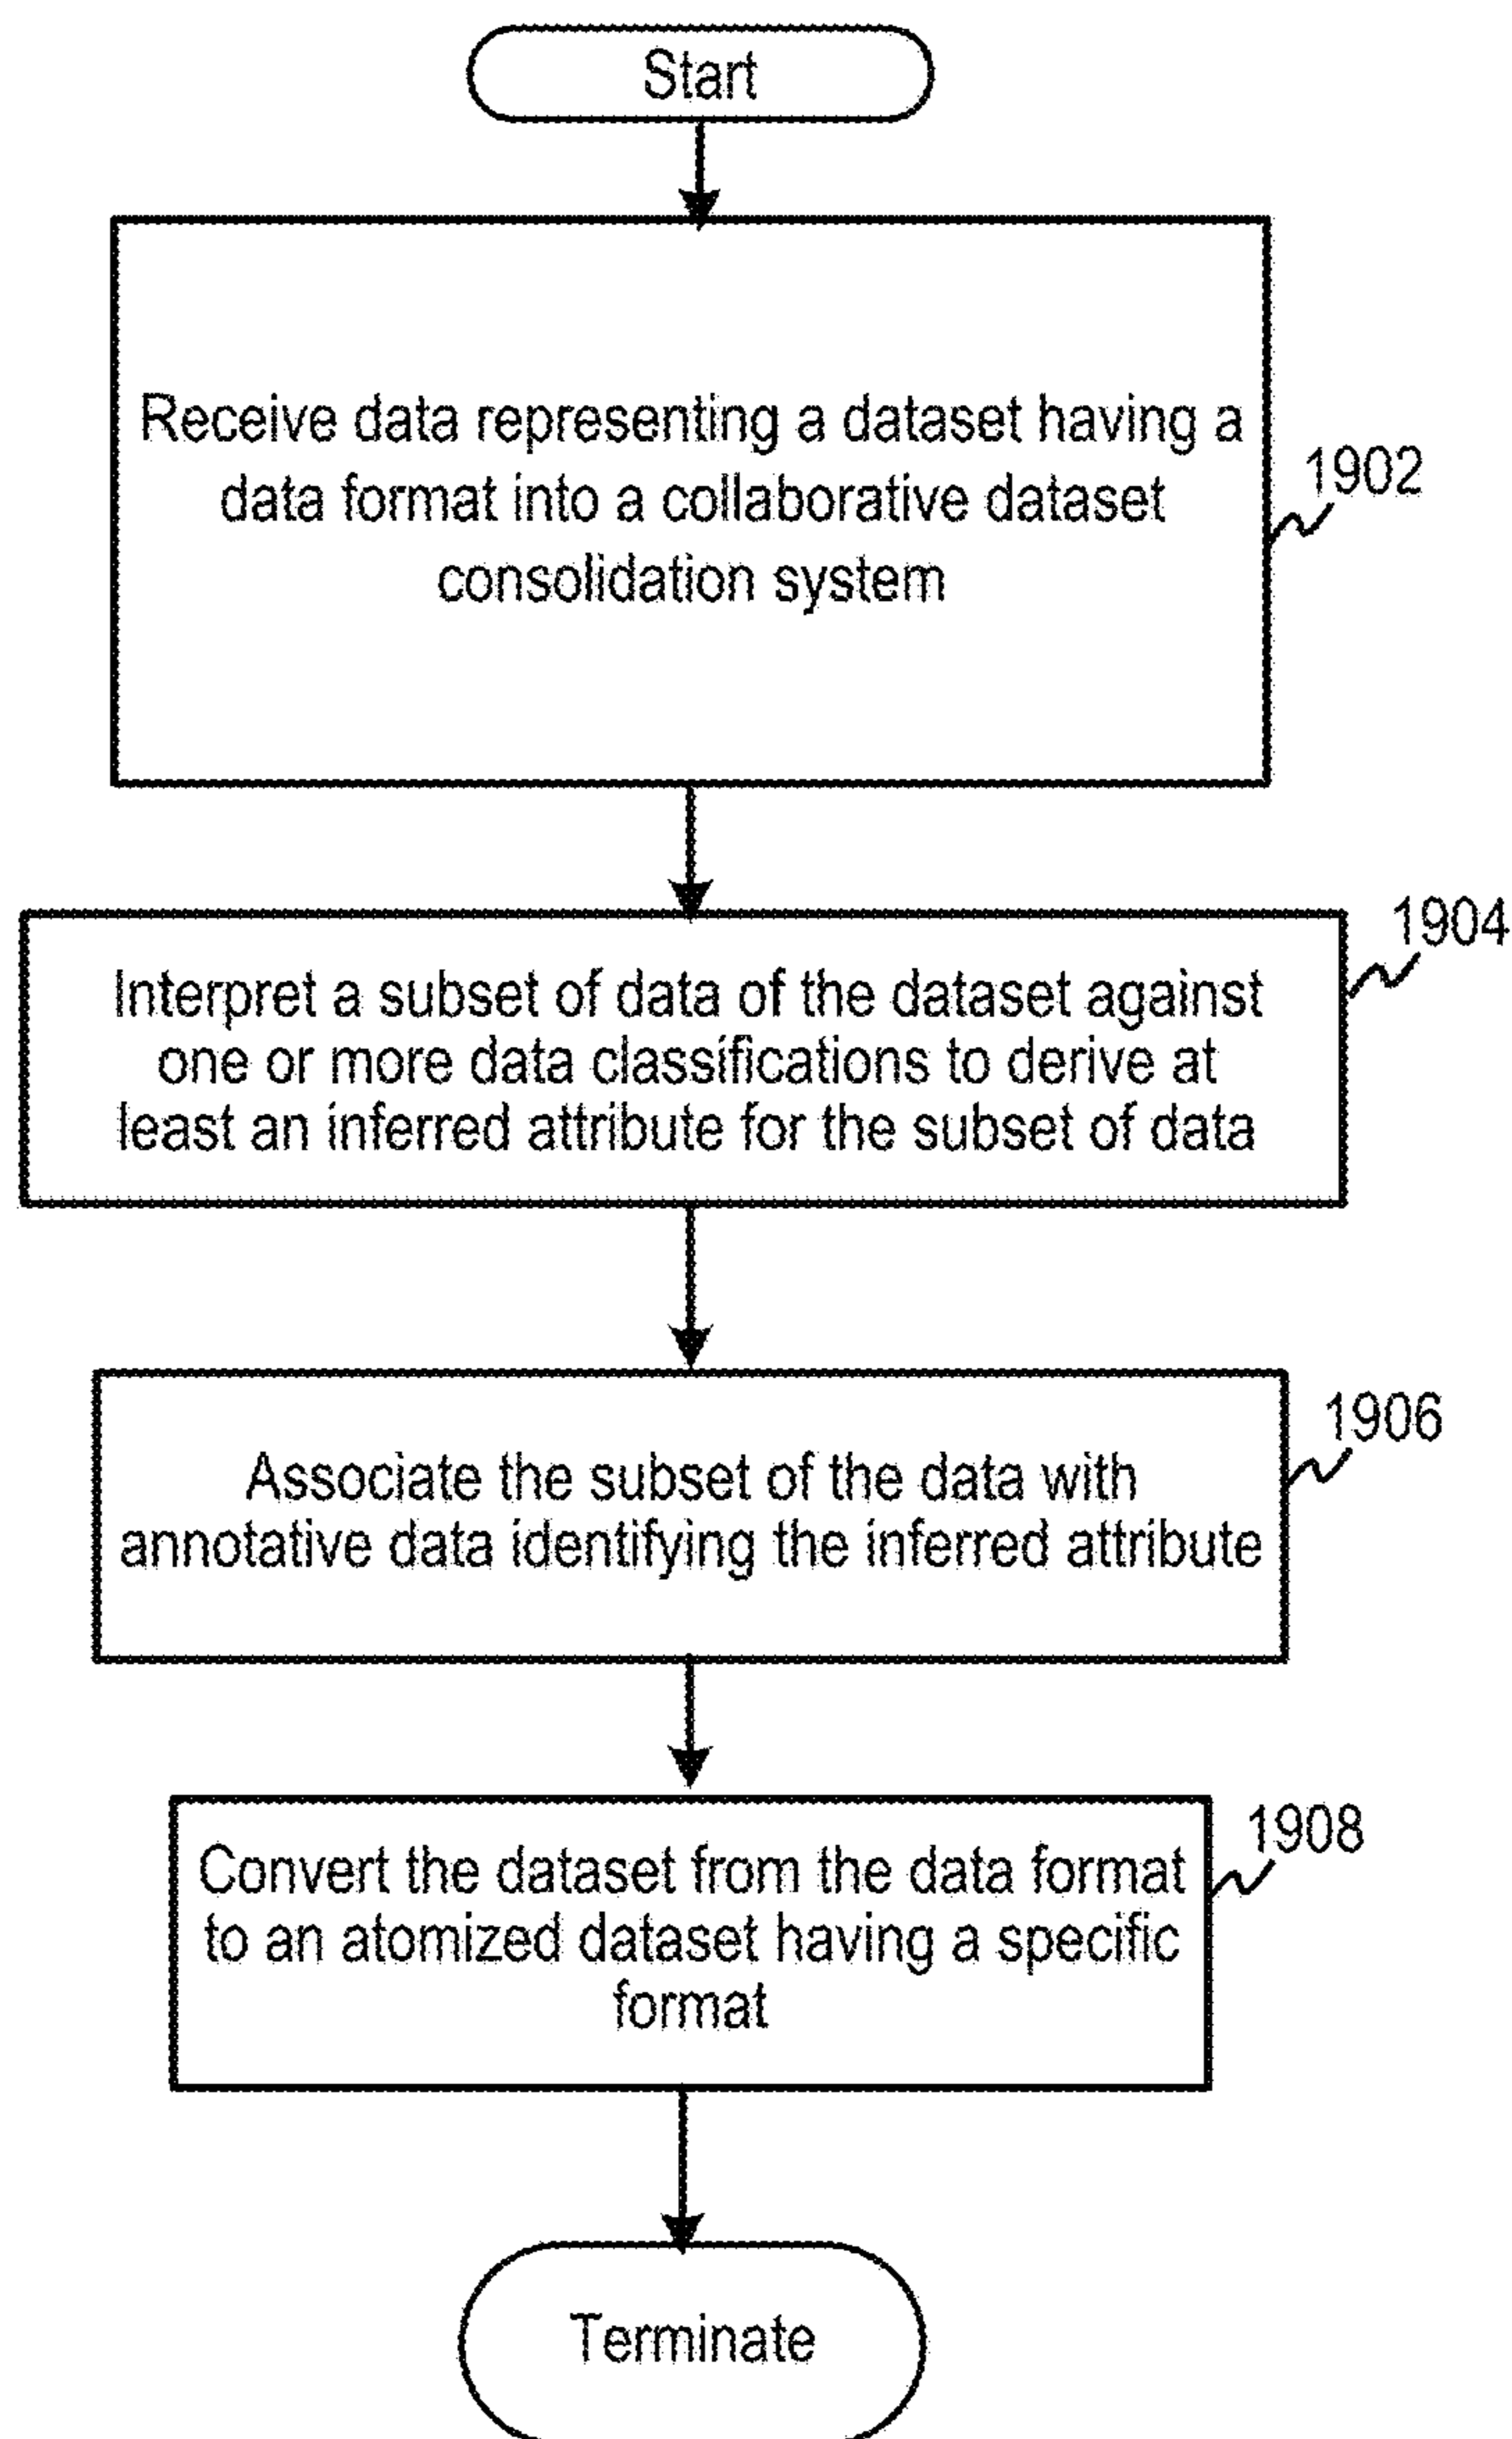 Start
Receive data representing a dataset having a
data format into a collaborative dataset
consolidation system
1902
Interpret a subset of data of the dataset against
one or more data classifications to derive at
least an inferred attribute for the subset of data
1904
Associate the subset of the data with
annotative data identifying the inferred attribute
1906
Convert the dataset from the data format
to an atomized dataset having a specific
format
1908
Terminate